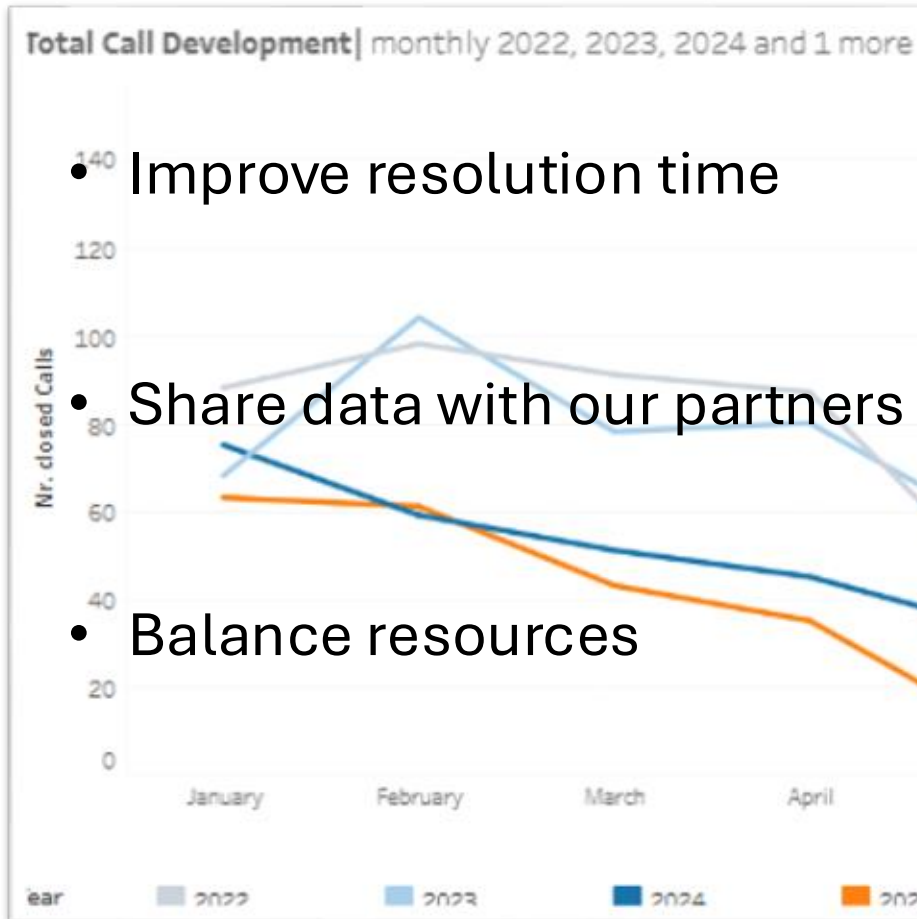 Total Call Development| monthly 2022, 2023, 2024 and 1 more
140
• Improve resolution time
120
100
Nr. closed Calls
80
• Share data with our partners
60
40
• Balance resources
20
0
January February March April
2022 2023 2024